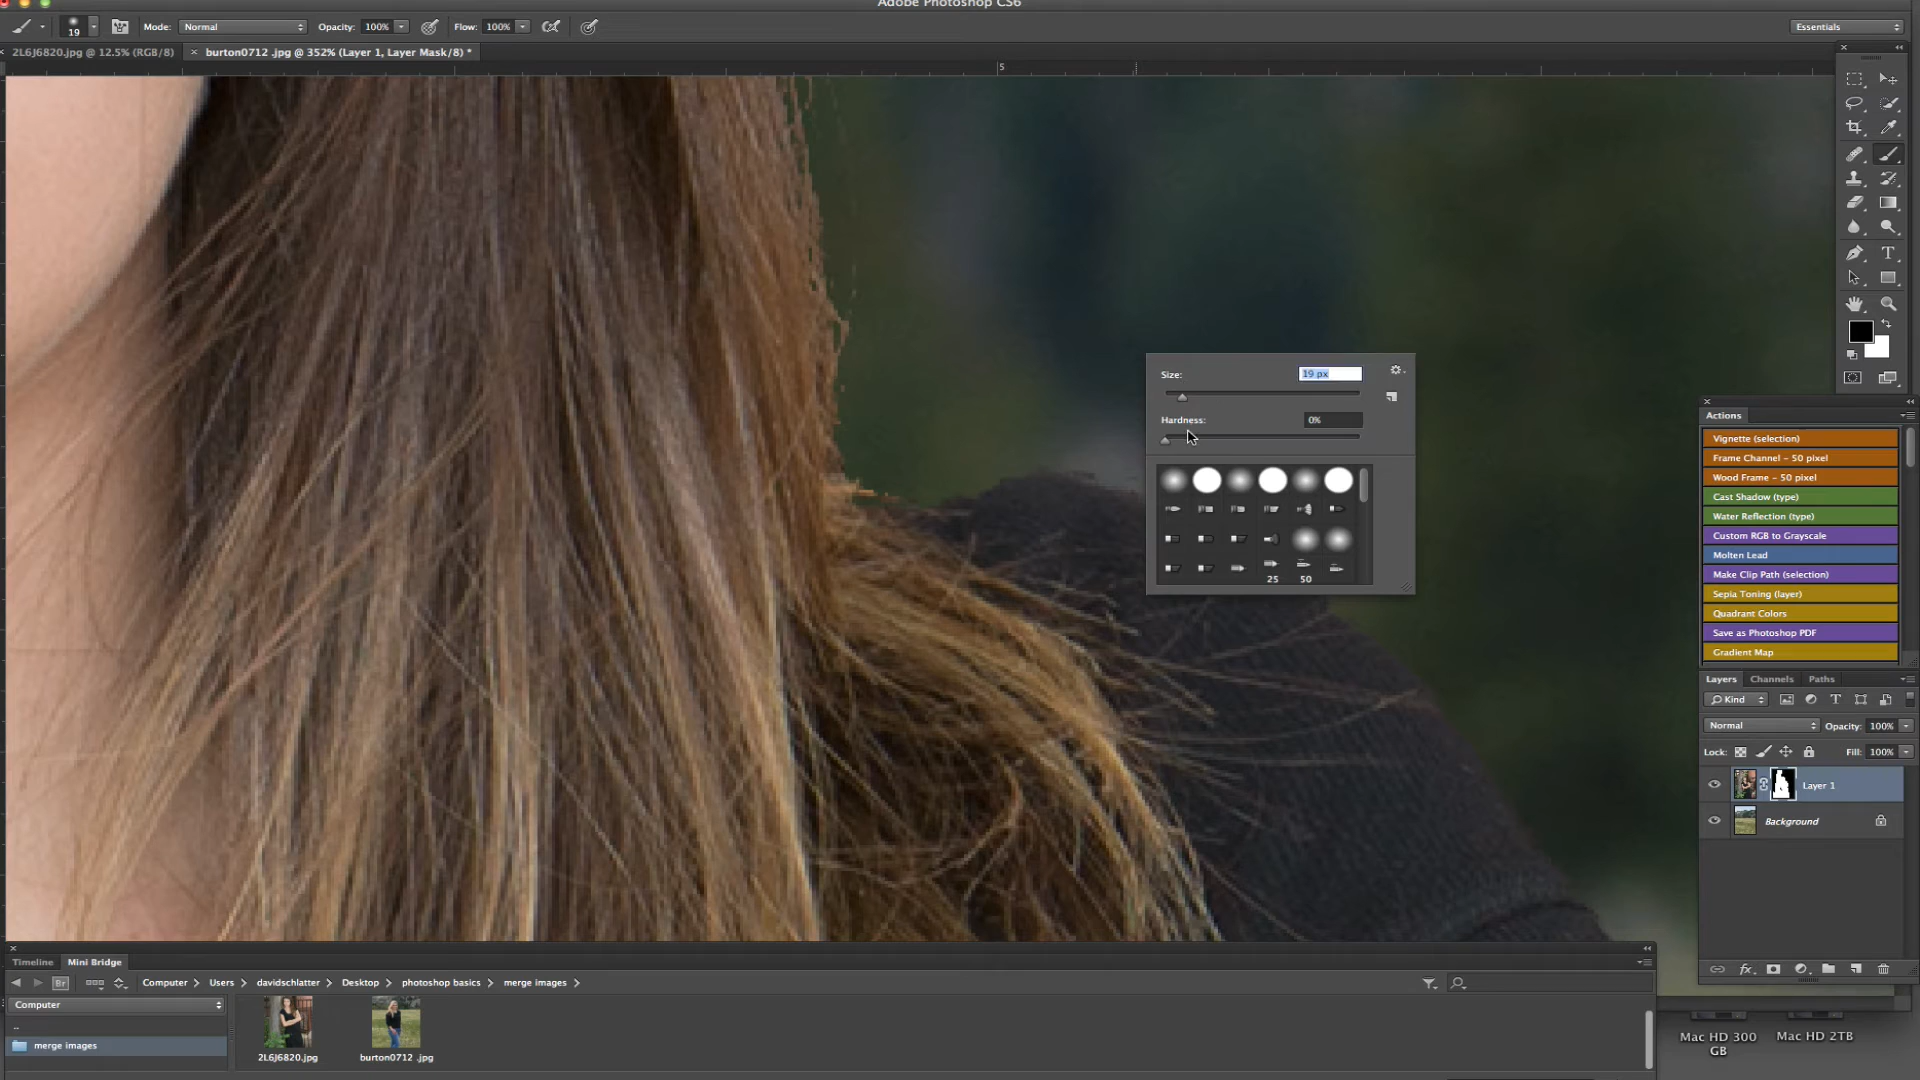 Adobe Photoshop CS6
19
Mode: Normal Opacity: 100% Flow: 100% Essentials
2L6J6820.jpg @ 12.5% (RGB/8) × burton0712 .jpg @ 352% (Layer 1, Layer Mask/8) *
5
Size: 19 px
Hardness: 0%
25 50
Actions
Vignette (selection)
Frame Channel – 50 pixel
Wood Frame – 50 pixel
Cast Shadow (type)
Water Reflection (type)
Custom RGB to Grayscale
Molten Lead
Make Clip Path (selection)
Sepia Toning (layer)
Quadrant Colors
Save as Photoshop PDF
Gradient Map
Layers Channels Paths
Kind
Normal Opacity: 100%
Lock: Fill: 100%
Layer 1
Background
fx
Timeline Mini Bridge
Br Computer Users davidschlatter Desktop photoshop basics merge images
Computer
..
merge images
2L6J6820.jpg burton0712 .jpg
Mac HD 300
GB
Mac HD 2TB